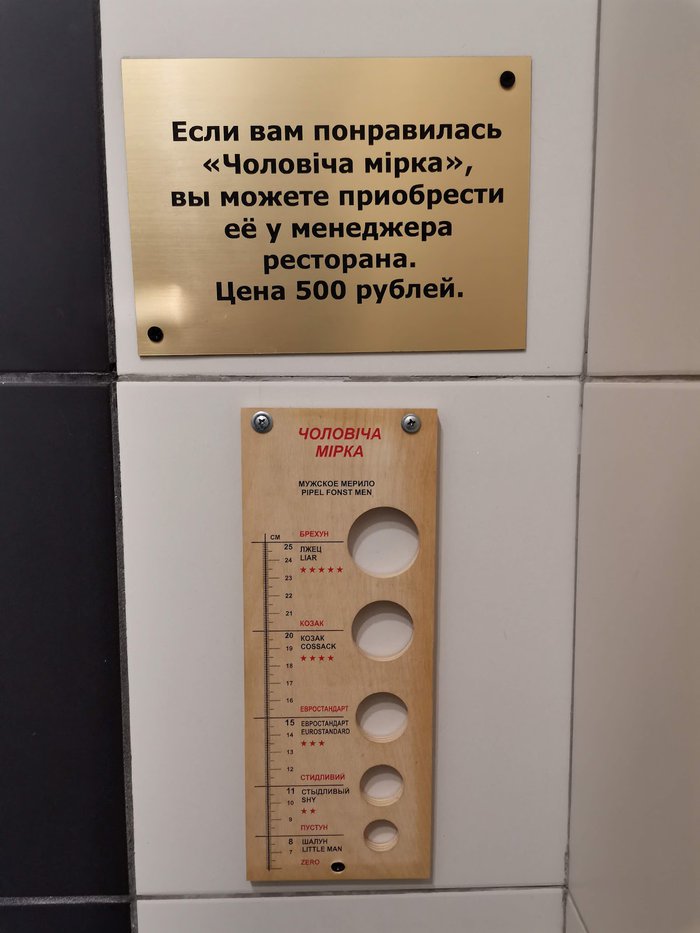 Если вам понравилась
«Чоловіча мірка»,
вы можете приобрести
её у менеджера
ресторана.
Цена 500 рублей.
ЧОЛОВІЧА
МІРКА
МУЖСКОЕ МЕРИЛО
PIPEL FONST MEN
СМ
БРЕХУН
25 ЛЖЕЦ
LIAR
24
★★★★★
23
22
21
КОЗАК
20 КОЗАК
19 COSSACK
18 ★★★★
17
16
ЕВРОСТАНДАРТ
15 ЕВРОСТАНДАРТ
14 EUROSTANDARD
★★★
13
12
СТИДЛИВИЙ
11 СТЫДЛИВЫЙ
10 SHY
★★
9
ПУСТУН
8 ШАЛУН
7 LITTLE MAN
ZERO